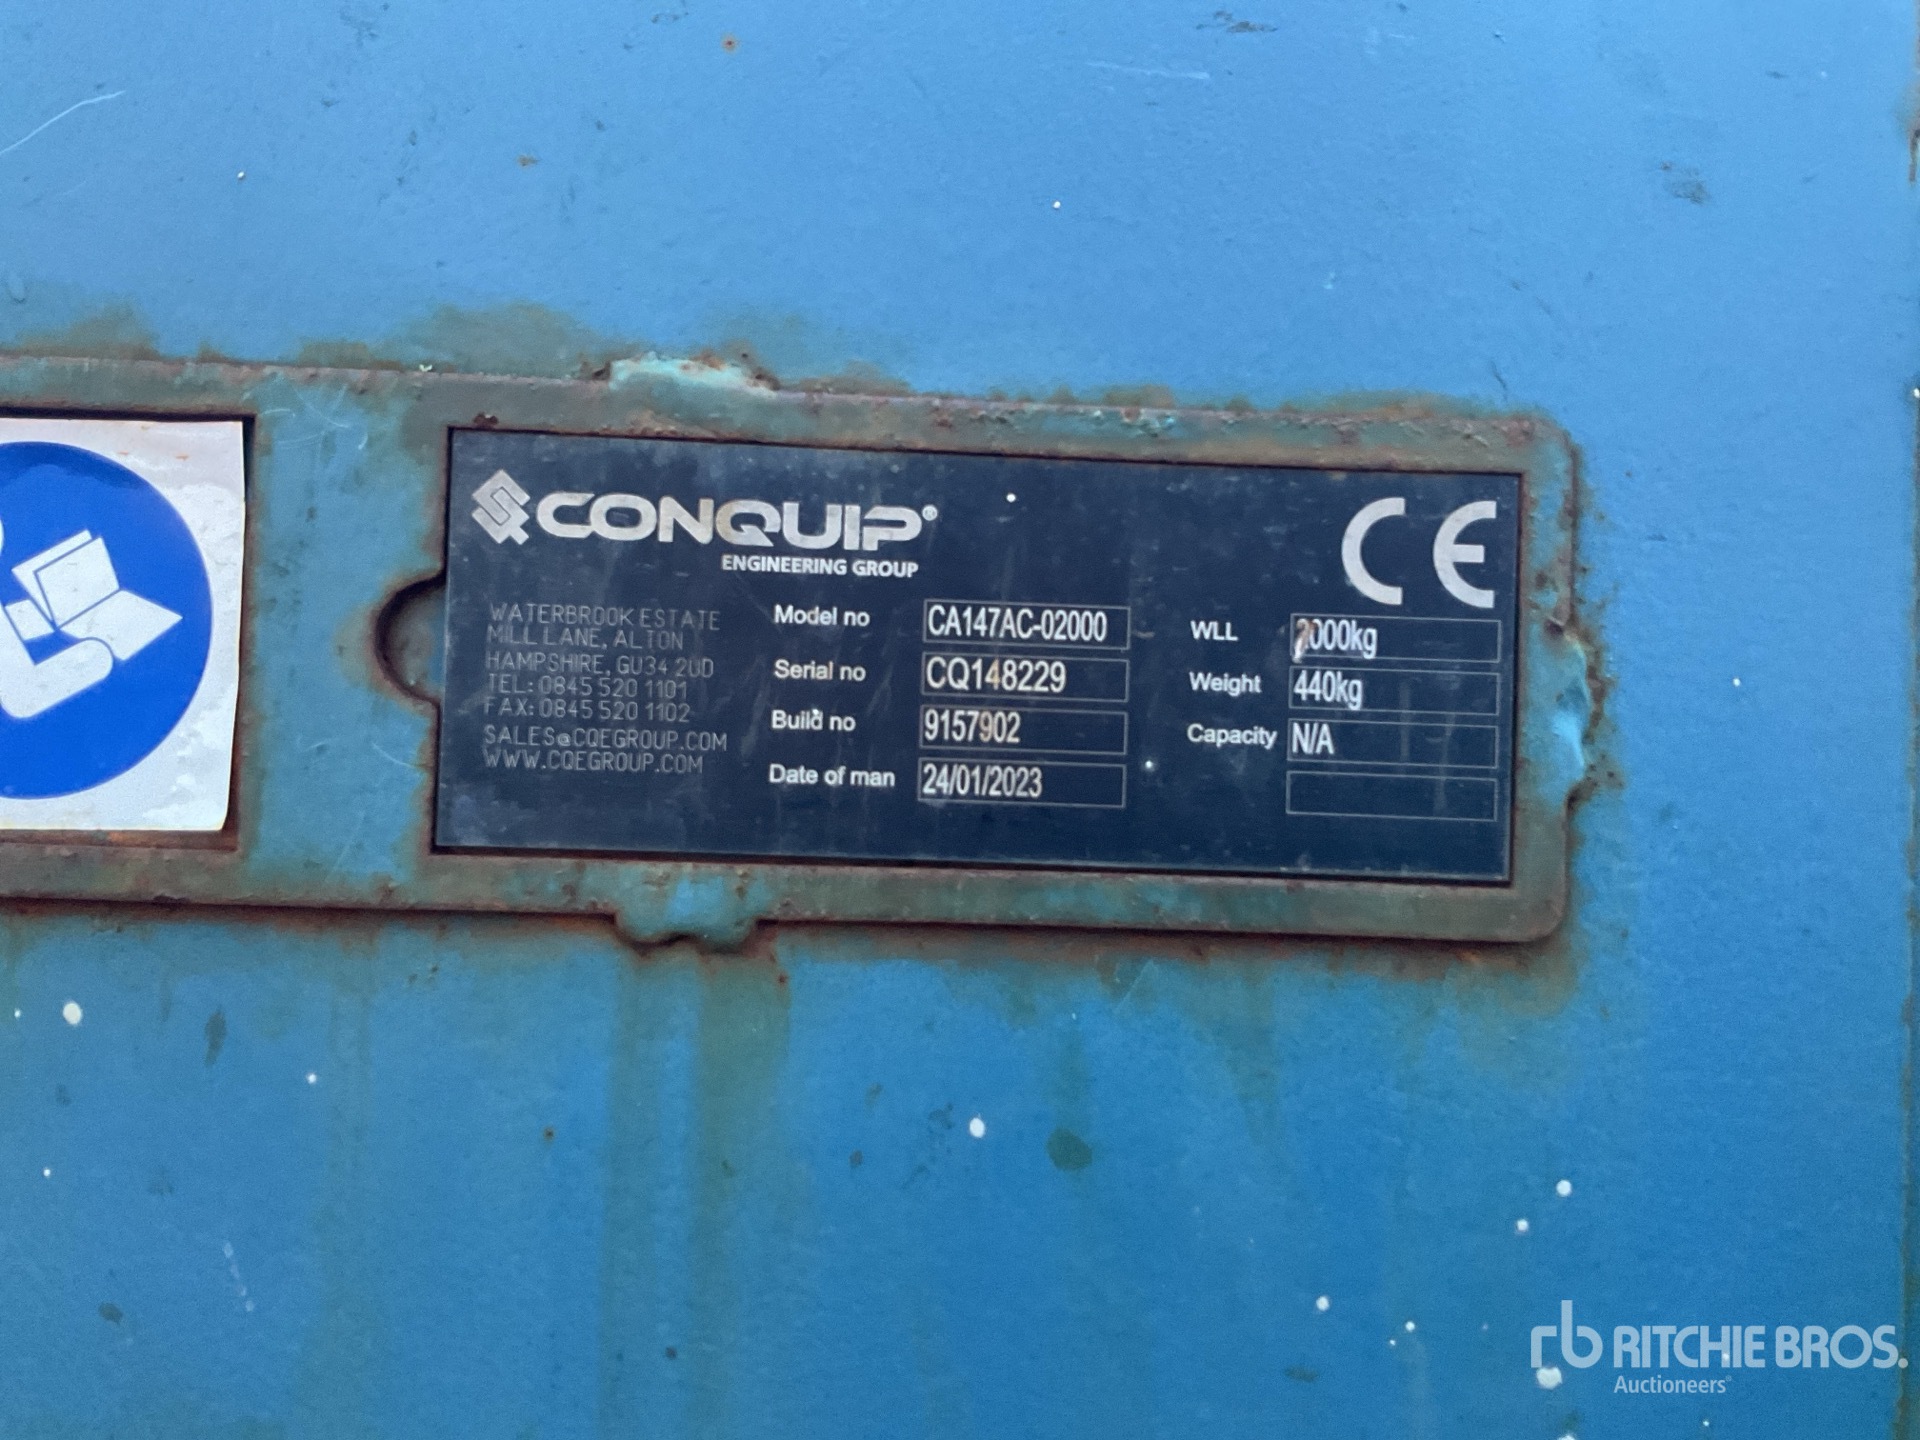 CONQUIP®
ENGINEERING GROUP
CE
WATERBROOK ESTATE
MILL LANE, ALTON
HAMPSHIRE, GU34 2UD
TEL: 0845 520 1101
FAX: 0845 520 1102
SALES@CQEGROUP.COM
WWW.CQEGROUP.COM
Model no CA147AC-02000
Serial no CQ148229
Build no 9157902
Date of man 24/01/2023
WLL
Weight 440kg
Capacity N/A
rb RITCHIE BROS.
Auctioneers